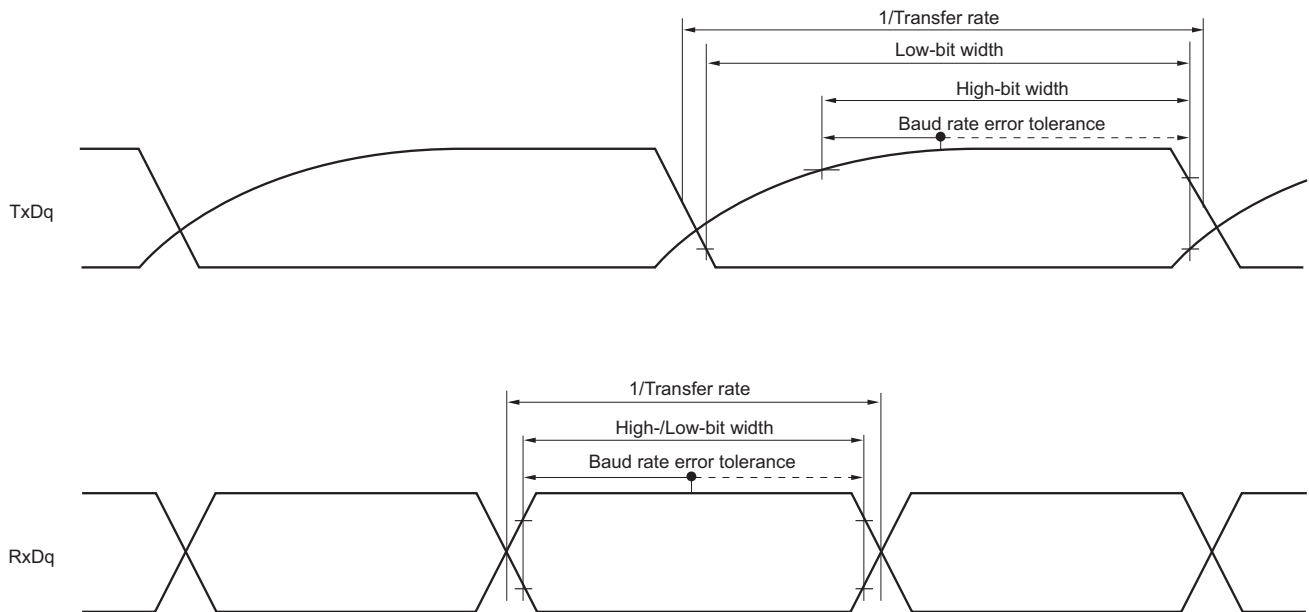 1/Transfer rate
Low-bit width
High-bit width
Baud rate error tolerance
TxDq
1/Transfer rate
High-/Low-bit width
Baud rate error tolerance
RxDq